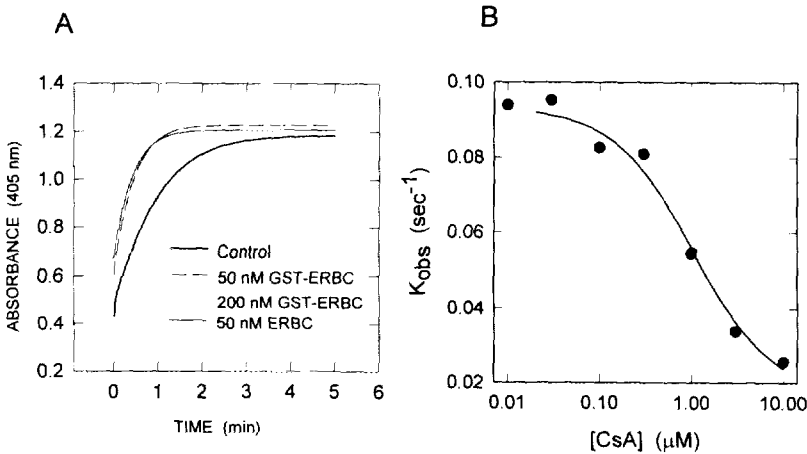 A
ABSORBANCE (405 nm)
1.4
1.2
1.0
0.8
0.6
0.4
0.2
Control
50 nM GST-ERBC
200 nM GST-ERBC
50 nM ERBC
0 1 2 3 4 5 6
TIME (min)
B
Kobs (sec⁻¹)
0.10
0.08
0.06
0.04
0.02
0.01 0.10 1.00 10.00
[CsA] (μM)